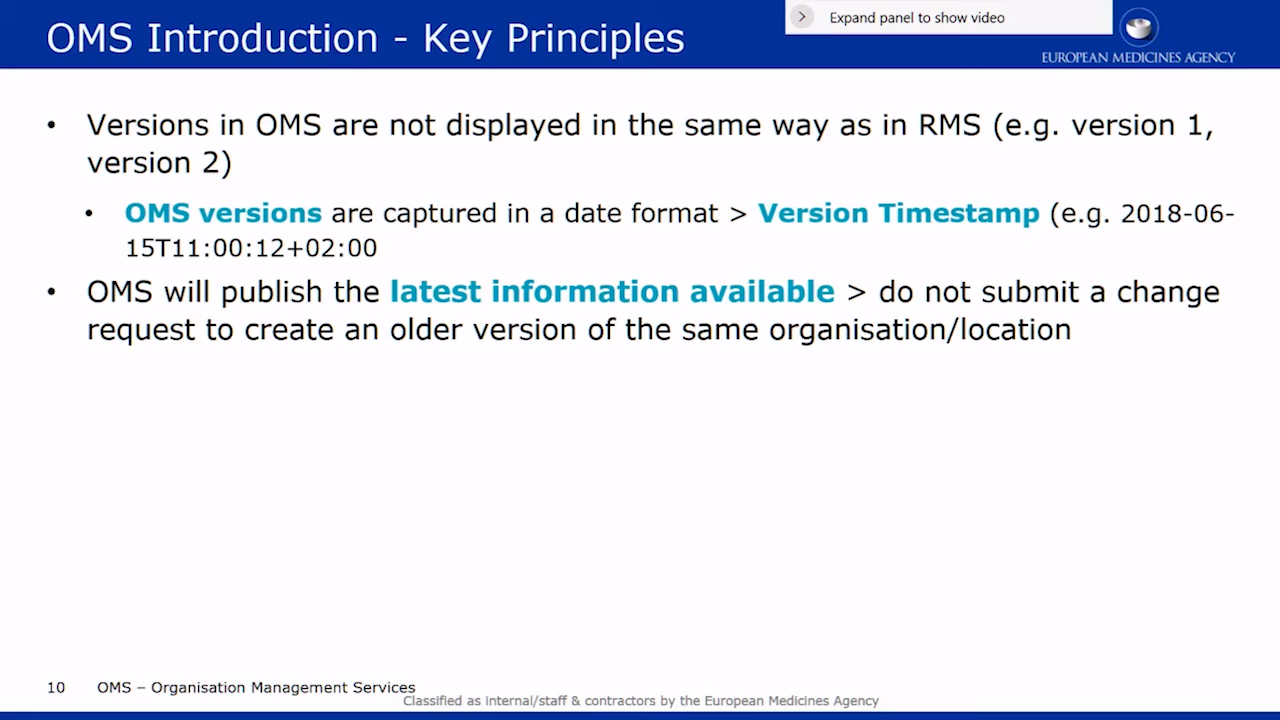 OMS Introduction - Key Principles
Expand panel to show video
EUROPEAN MEDICINES AGENCY
• Versions in OMS are not displayed in the same way as in RMS (e.g. version 1,
version 2)
• OMS versions are captured in a date format > Version Timestamp (e.g. 2018-06-
15T11:00:12+02:00
• OMS will publish the latest information available > do not submit a change
request to create an older version of the same organisation/location
10 OMS – Organisation Management Services
Classified as internal/staff & contractors by the European Medicines Agency